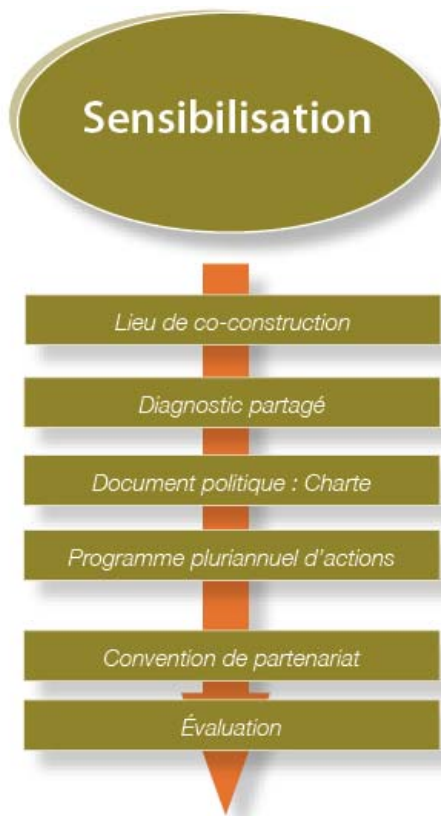 Sensibilisation
Lieu de co-construction
Diagnostic partagé
Document politique : Charte
Programme pluriannuel d'actions
Convention de partenariat
Évaluation